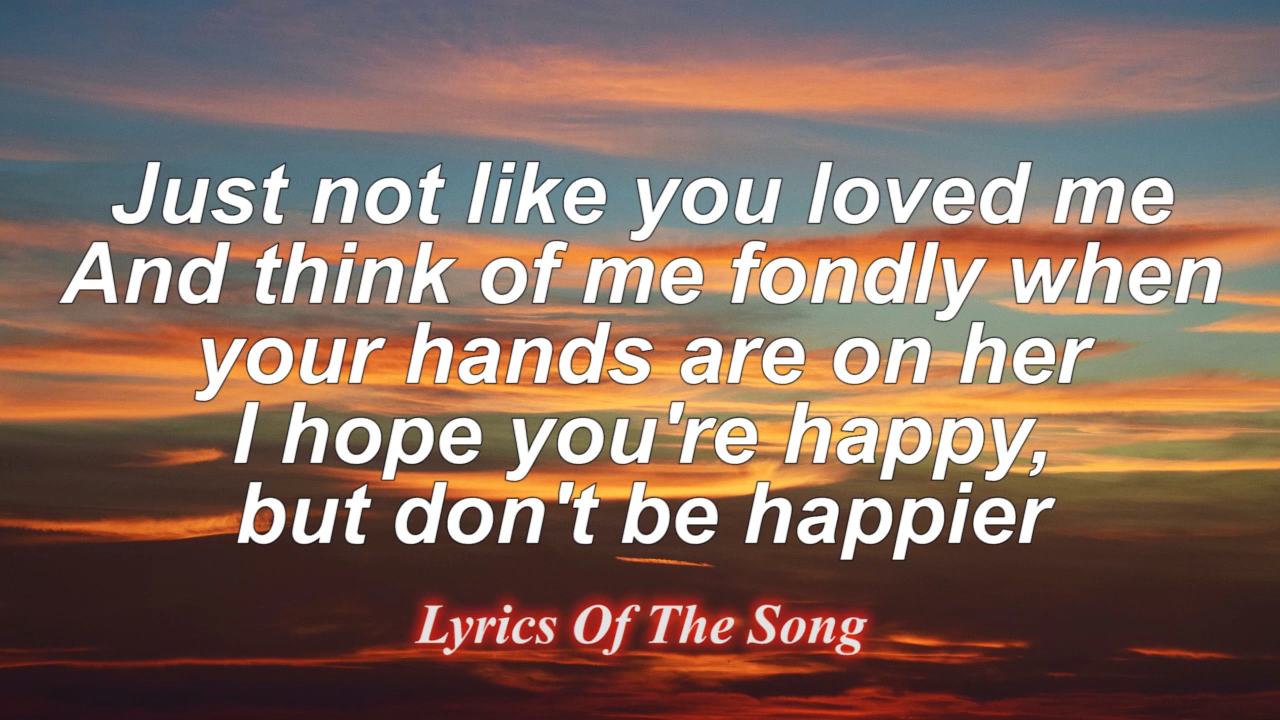 Just not like you loved me
And think of me fondly when
your hands are on her
I hope you're happy,
but don't be happier
Lyrics Of The Song